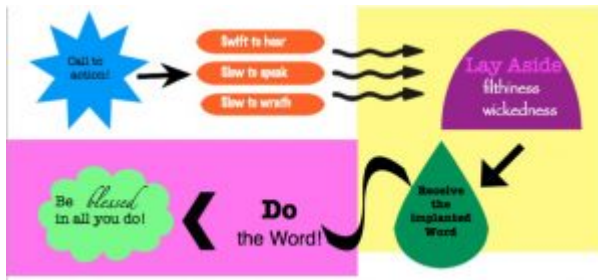 Call to
action!
Swift to hear
Slow to speak
Slow to wrath
Lay Aside
filthiness
wickedness
Receive
the
implanted
Word
Do
the Word!
Be blessed
in all you do!